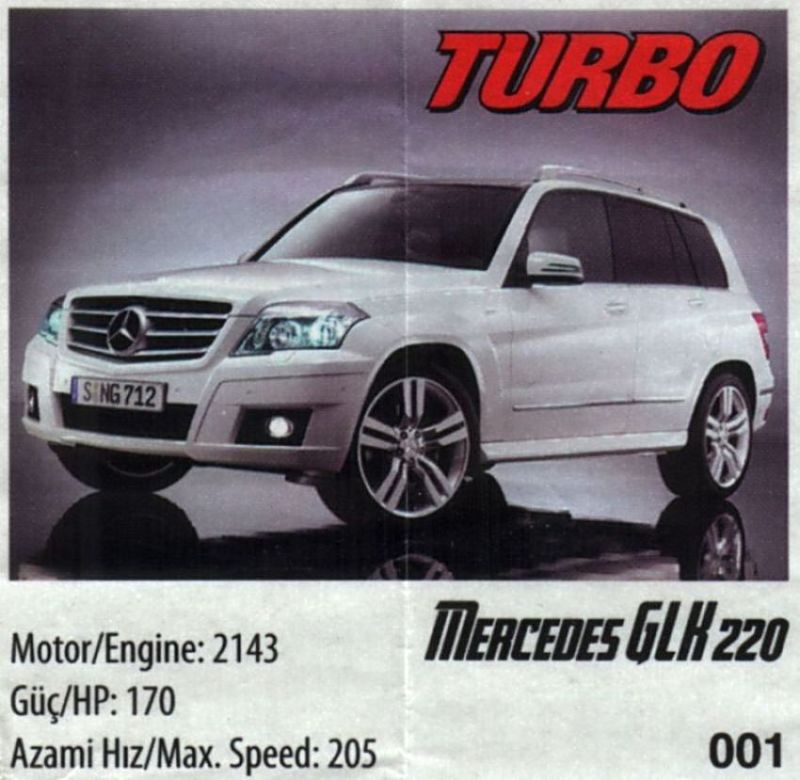 TURBO
S NG 712
MERCEDES GLK 220
Motor/Engine: 2143
Güç/HP: 170
Azami Hız/Max. Speed: 205
001